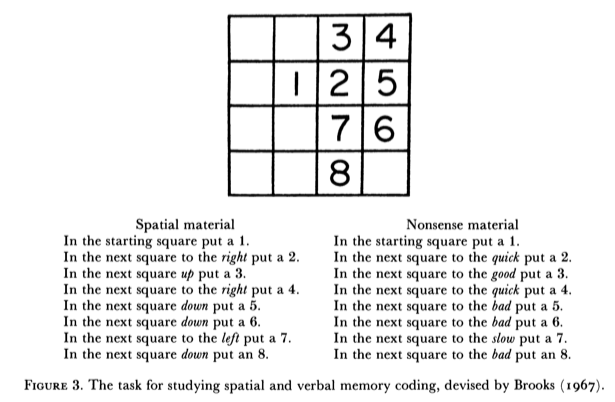 3 4
1 2 5
7 6
8
Spatial material
In the starting square put a 1.
In the next square to the right put a 2.
In the next square up put a 3.
In the next square to the right put a 4.
In the next square down put a 5.
In the next square down put a 6.
In the next square to the left put a 7.
In the next square down put an 8.
Nonsense material
In the starting square put a 1.
In the next square to the quick put a 2.
In the next square to the good put a 3.
In the next square to the quick put a 4.
In the next square to the bad put a 5.
In the next square to the bad put a 6.
In the next square to the slow put a 7.
In the next square to the bad put an 8.
FIGURE 3. The task for studying spatial and verbal memory coding, devised by Brooks (1967).